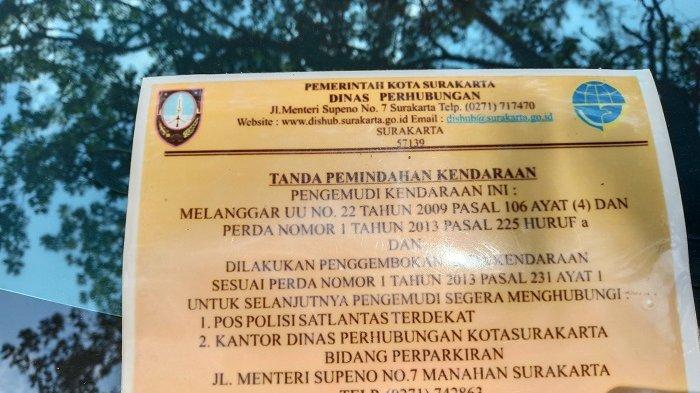 PEMERINTAH KOTA SURAKARTA
DINAS PERHUBUNGAN
Jl.Menteri Supeno No. 7 Surakarta Telp. (0271) 717470
Website : www.dishub.surakarta.go.id Email : dishub@surakarta.go.id
SURAKARTA
57139
TANDA PEMINDAHAN KENDARAAN
PENGEMUDI KENDARAAN INI :
MELANGGAR UU NO. 22 TAHUN 2009 PASAL 106 AYAT (4) DAN
PERDA NOMOR 1 TAHUN 2013 PASAL 225 HURUF a
DAN
DILAKUKAN PENGGEMBOKAN KENDARAAN
SESUAI PERDA NOMOR 1 TAHUN 2013 PASAL 231 AYAT 1
UNTUK SELANJUTNYA PENGEMUDI SEGERA MENGHUBUNGI :
1. POS POLISI SATLANTAS TERDEKAT
2. KANTOR DINAS PERHUBUNGAN KOTASURAKARTA
BIDANG PERPARKIRAN
JL. MENTERI SUPENO NO.7 MANAHAN SURAKARTA
TELP (0271) 742863